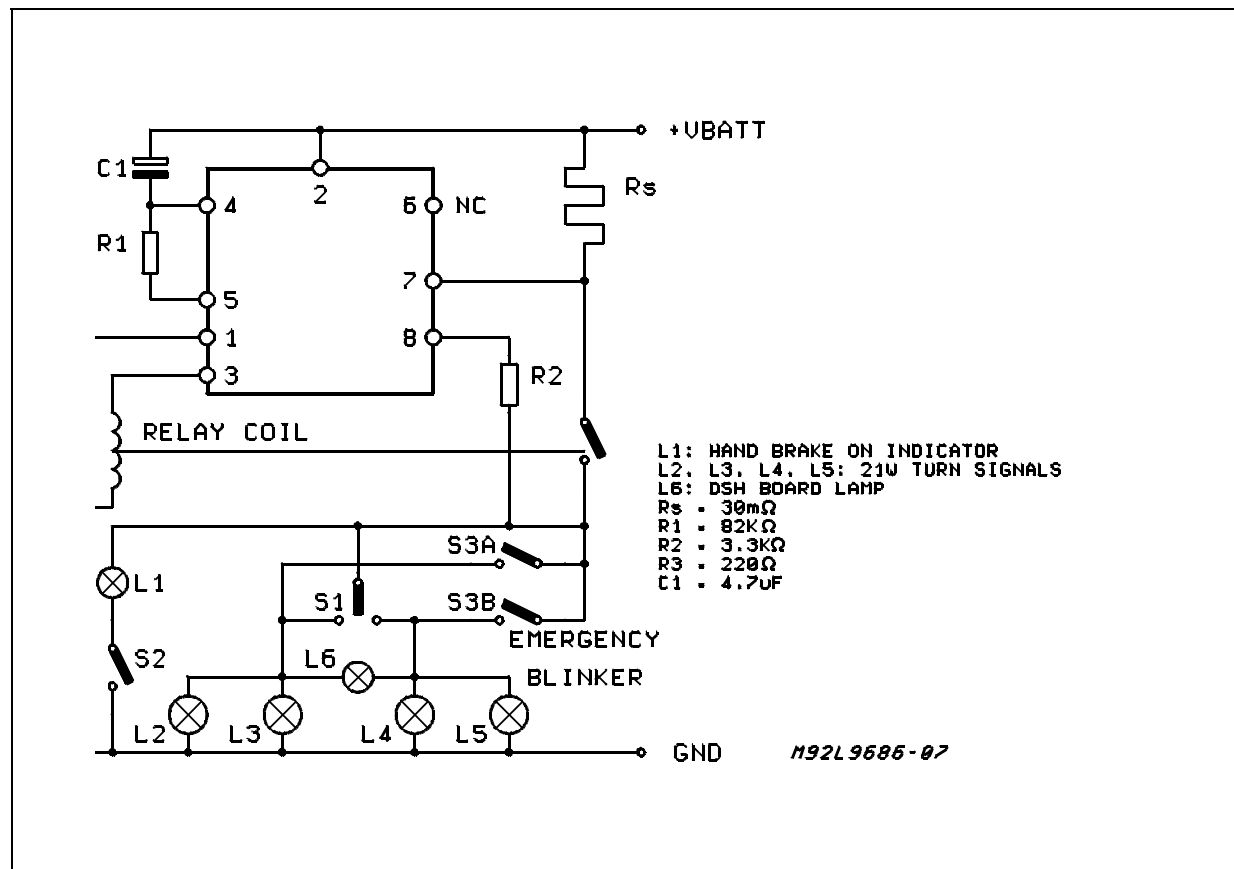 +VBATT
C1
2
Rs
4
6 NC
R1
7
5
1
8
3
R2
RELAY COIL
L1: HAND BRAKE ON INDICATOR
L2, L3, L4, L5: 21W TURN SIGNALS
L6: DSH BOARD LAMP
Rs = 30mΩ
R1 = 82KΩ
R2 = 3.3KΩ
R3 = 220Ω
C1 = 4.7uF
S3A
L1
S1
S3B
EMERGENCY
BLINKER
S2
L6
L2
L3
L4
L5
GND
M92L9686-07